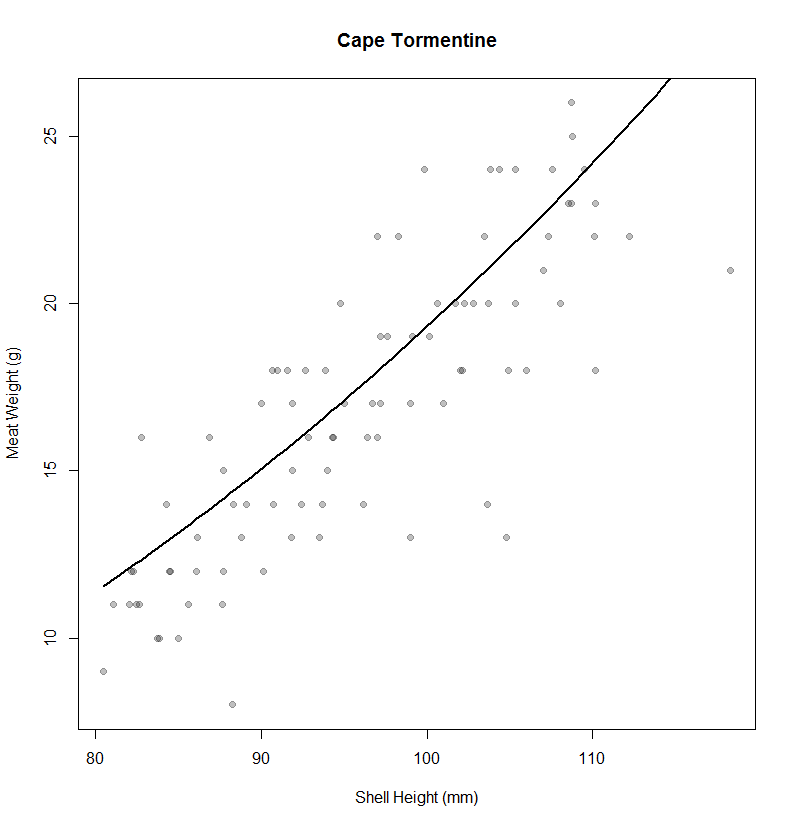 Cape Tormentine
25
20
15
10
Meat Weight (g)
80 90 100 110
Shell Height (mm)